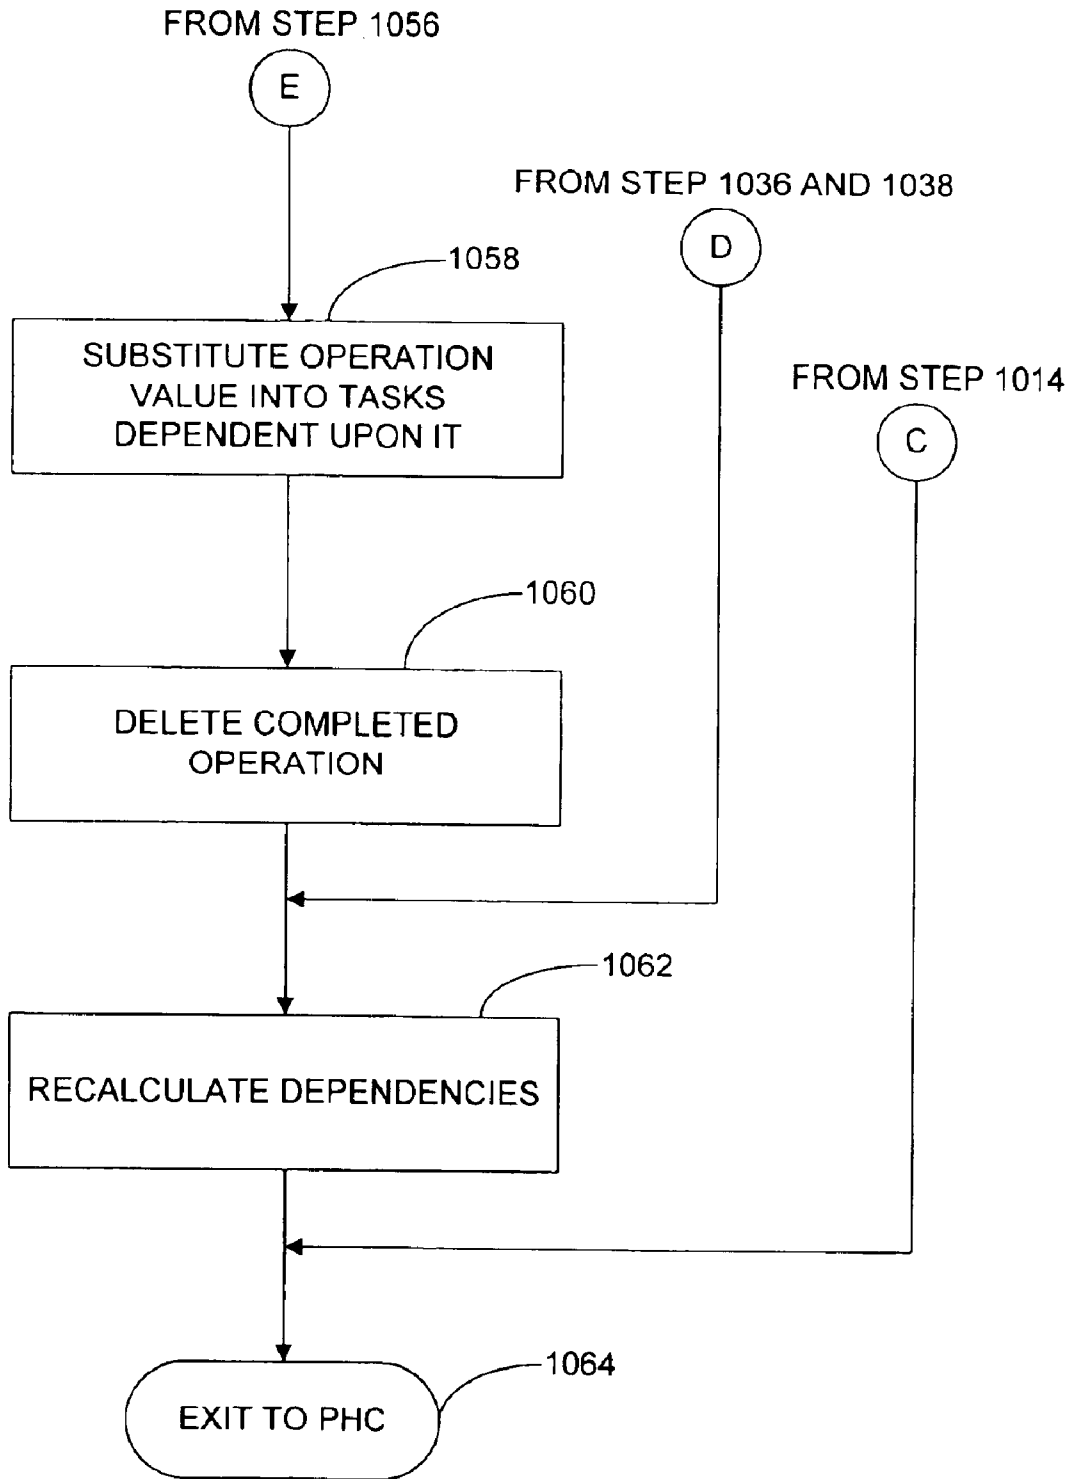 FROM STEP 1056
E
FROM STEP 1036 AND 1038
D
1058
SUBSTITUTE OPERATION
VALUE INTO TASKS
DEPENDENT UPON IT
FROM STEP 1014
C
1060
DELETE COMPLETED
OPERATION
1062
RECALCULATE DEPENDENCIES
1064
EXIT TO PHC